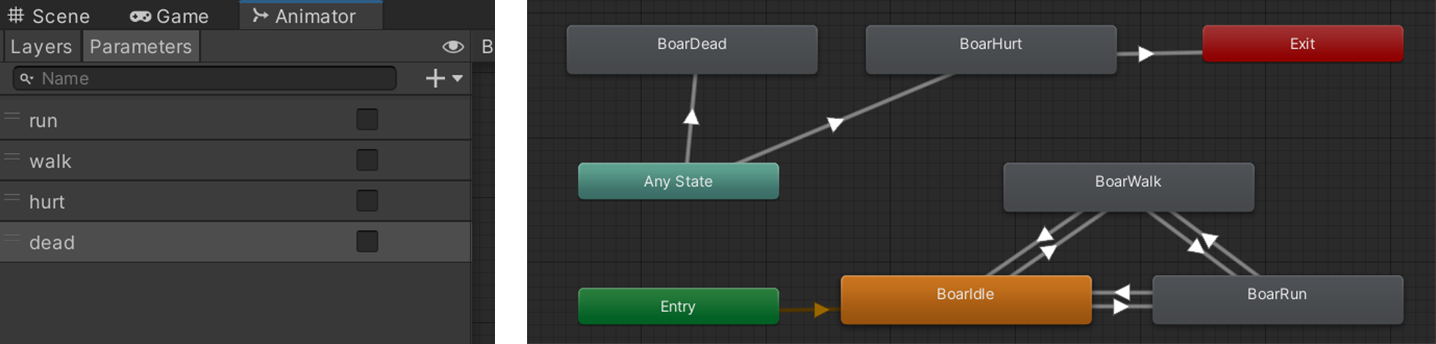 Scene Game Animator
Layers Parameters B
Name
run
walk
hurt
dead
BoarDead BoarHurt Exit
Any State BoarWalk
Entry BoarIdle BoarRun